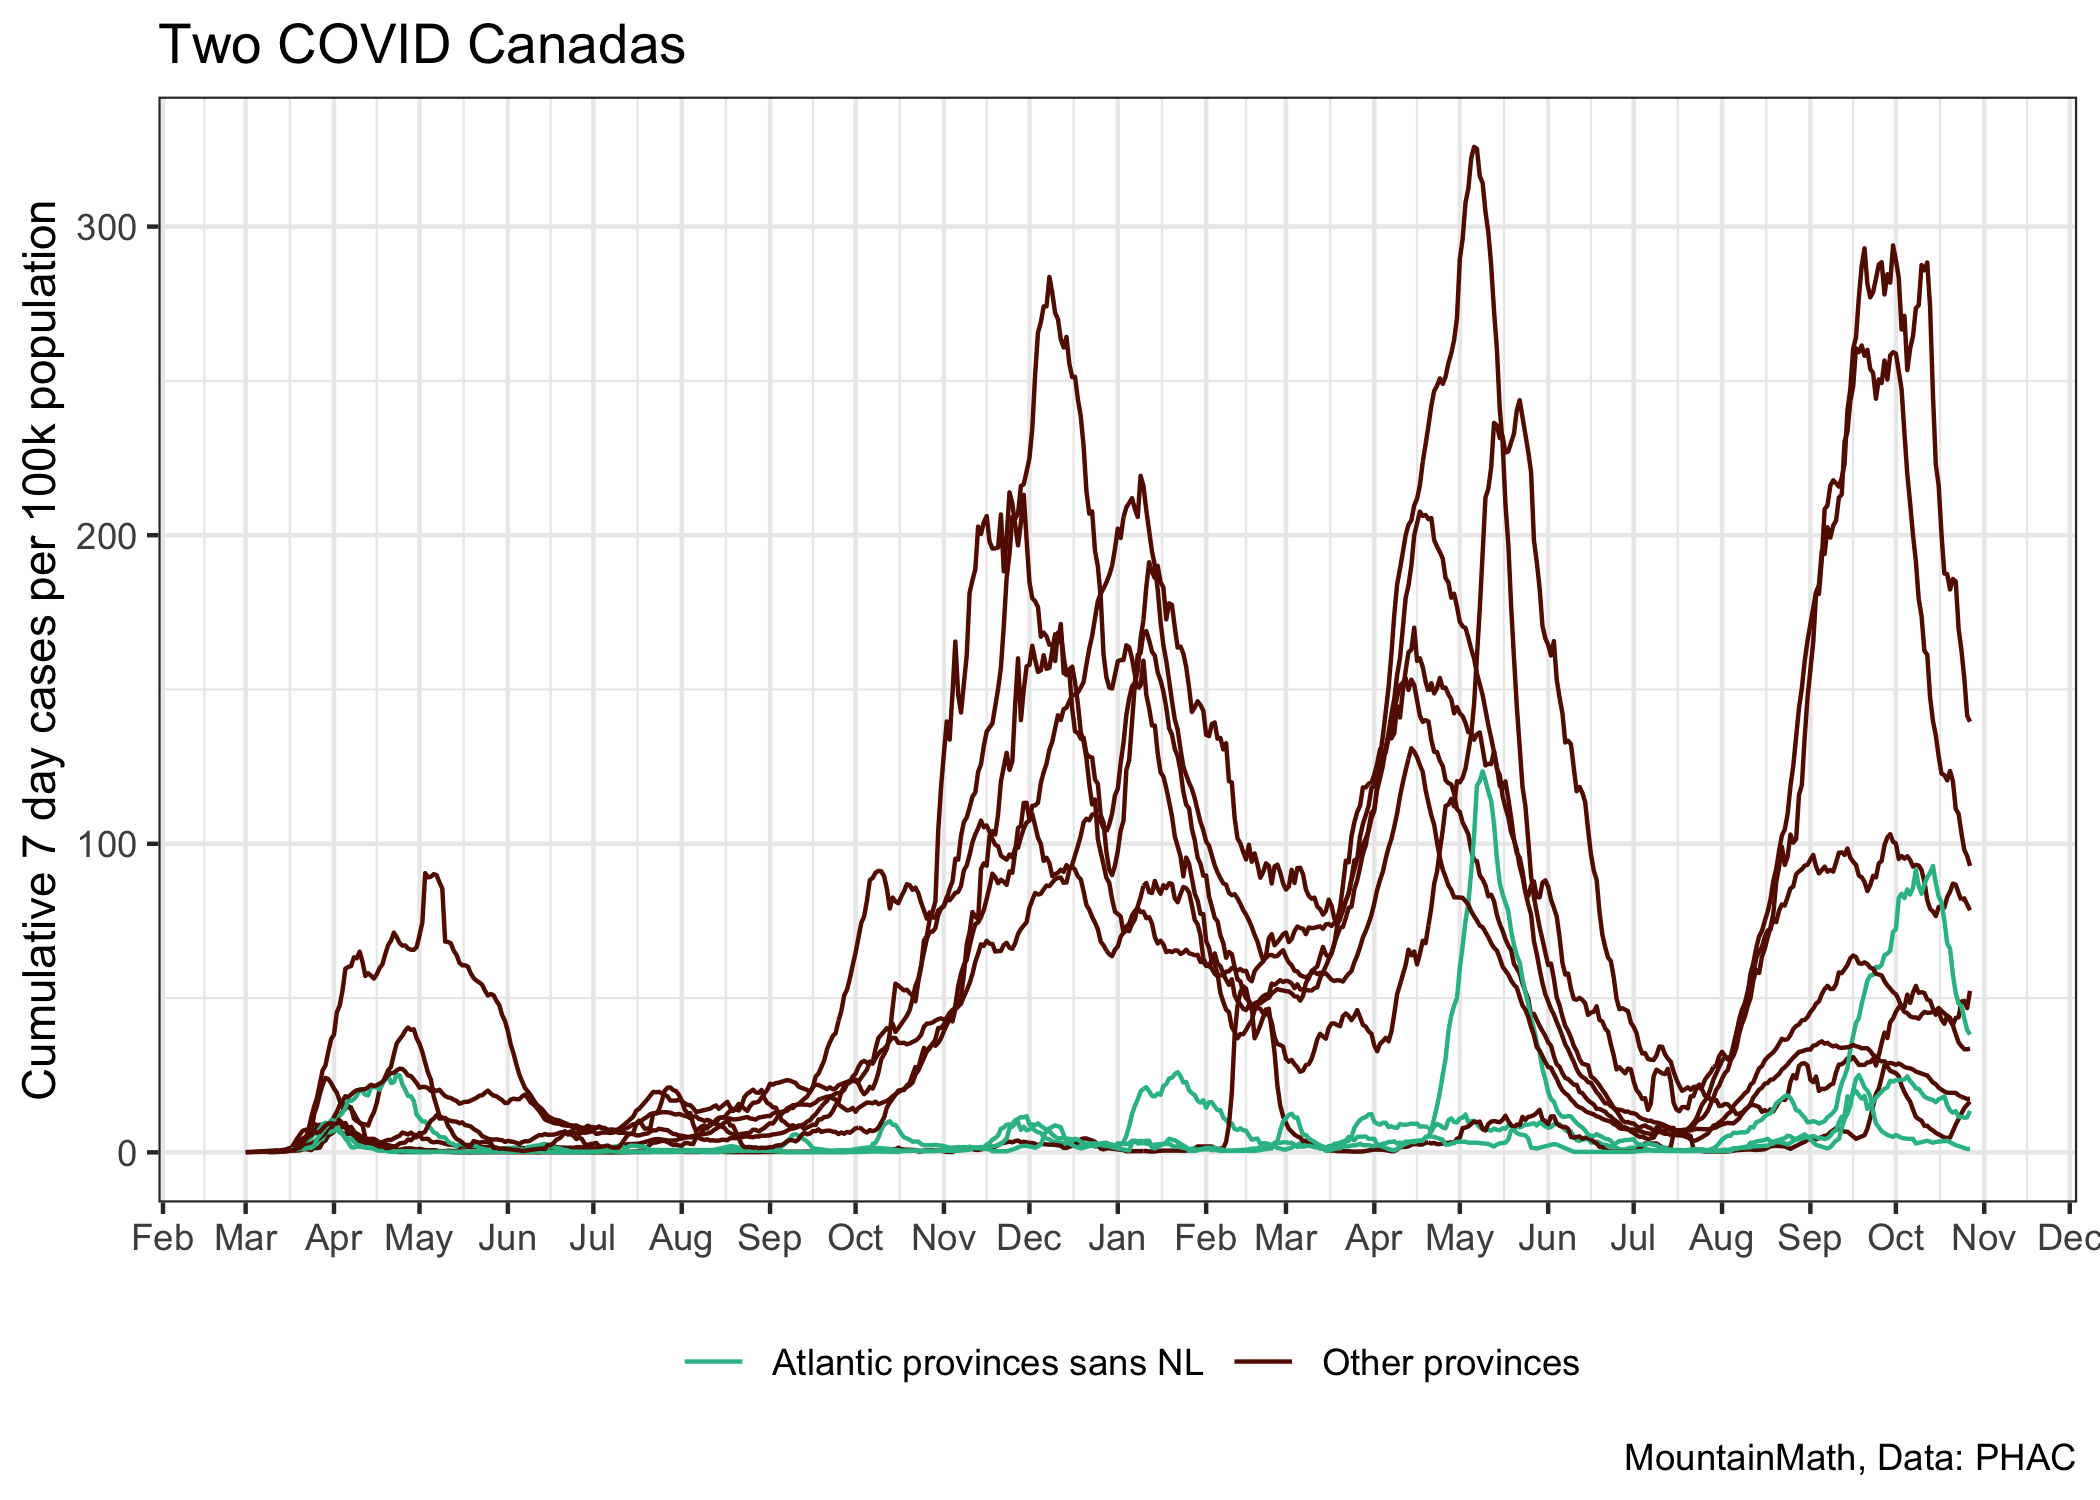 Two COVID Canadas
Cumulative 7 day cases per 100k population
300
200
100
0
Feb Mar Apr May Jun Jul Aug Sep Oct Nov Dec Jan Feb Mar Apr May Jun Jul Aug Sep Oct Nov Dec
Atlantic provinces sans NL Other provinces
MountainMath, Data: PHAC